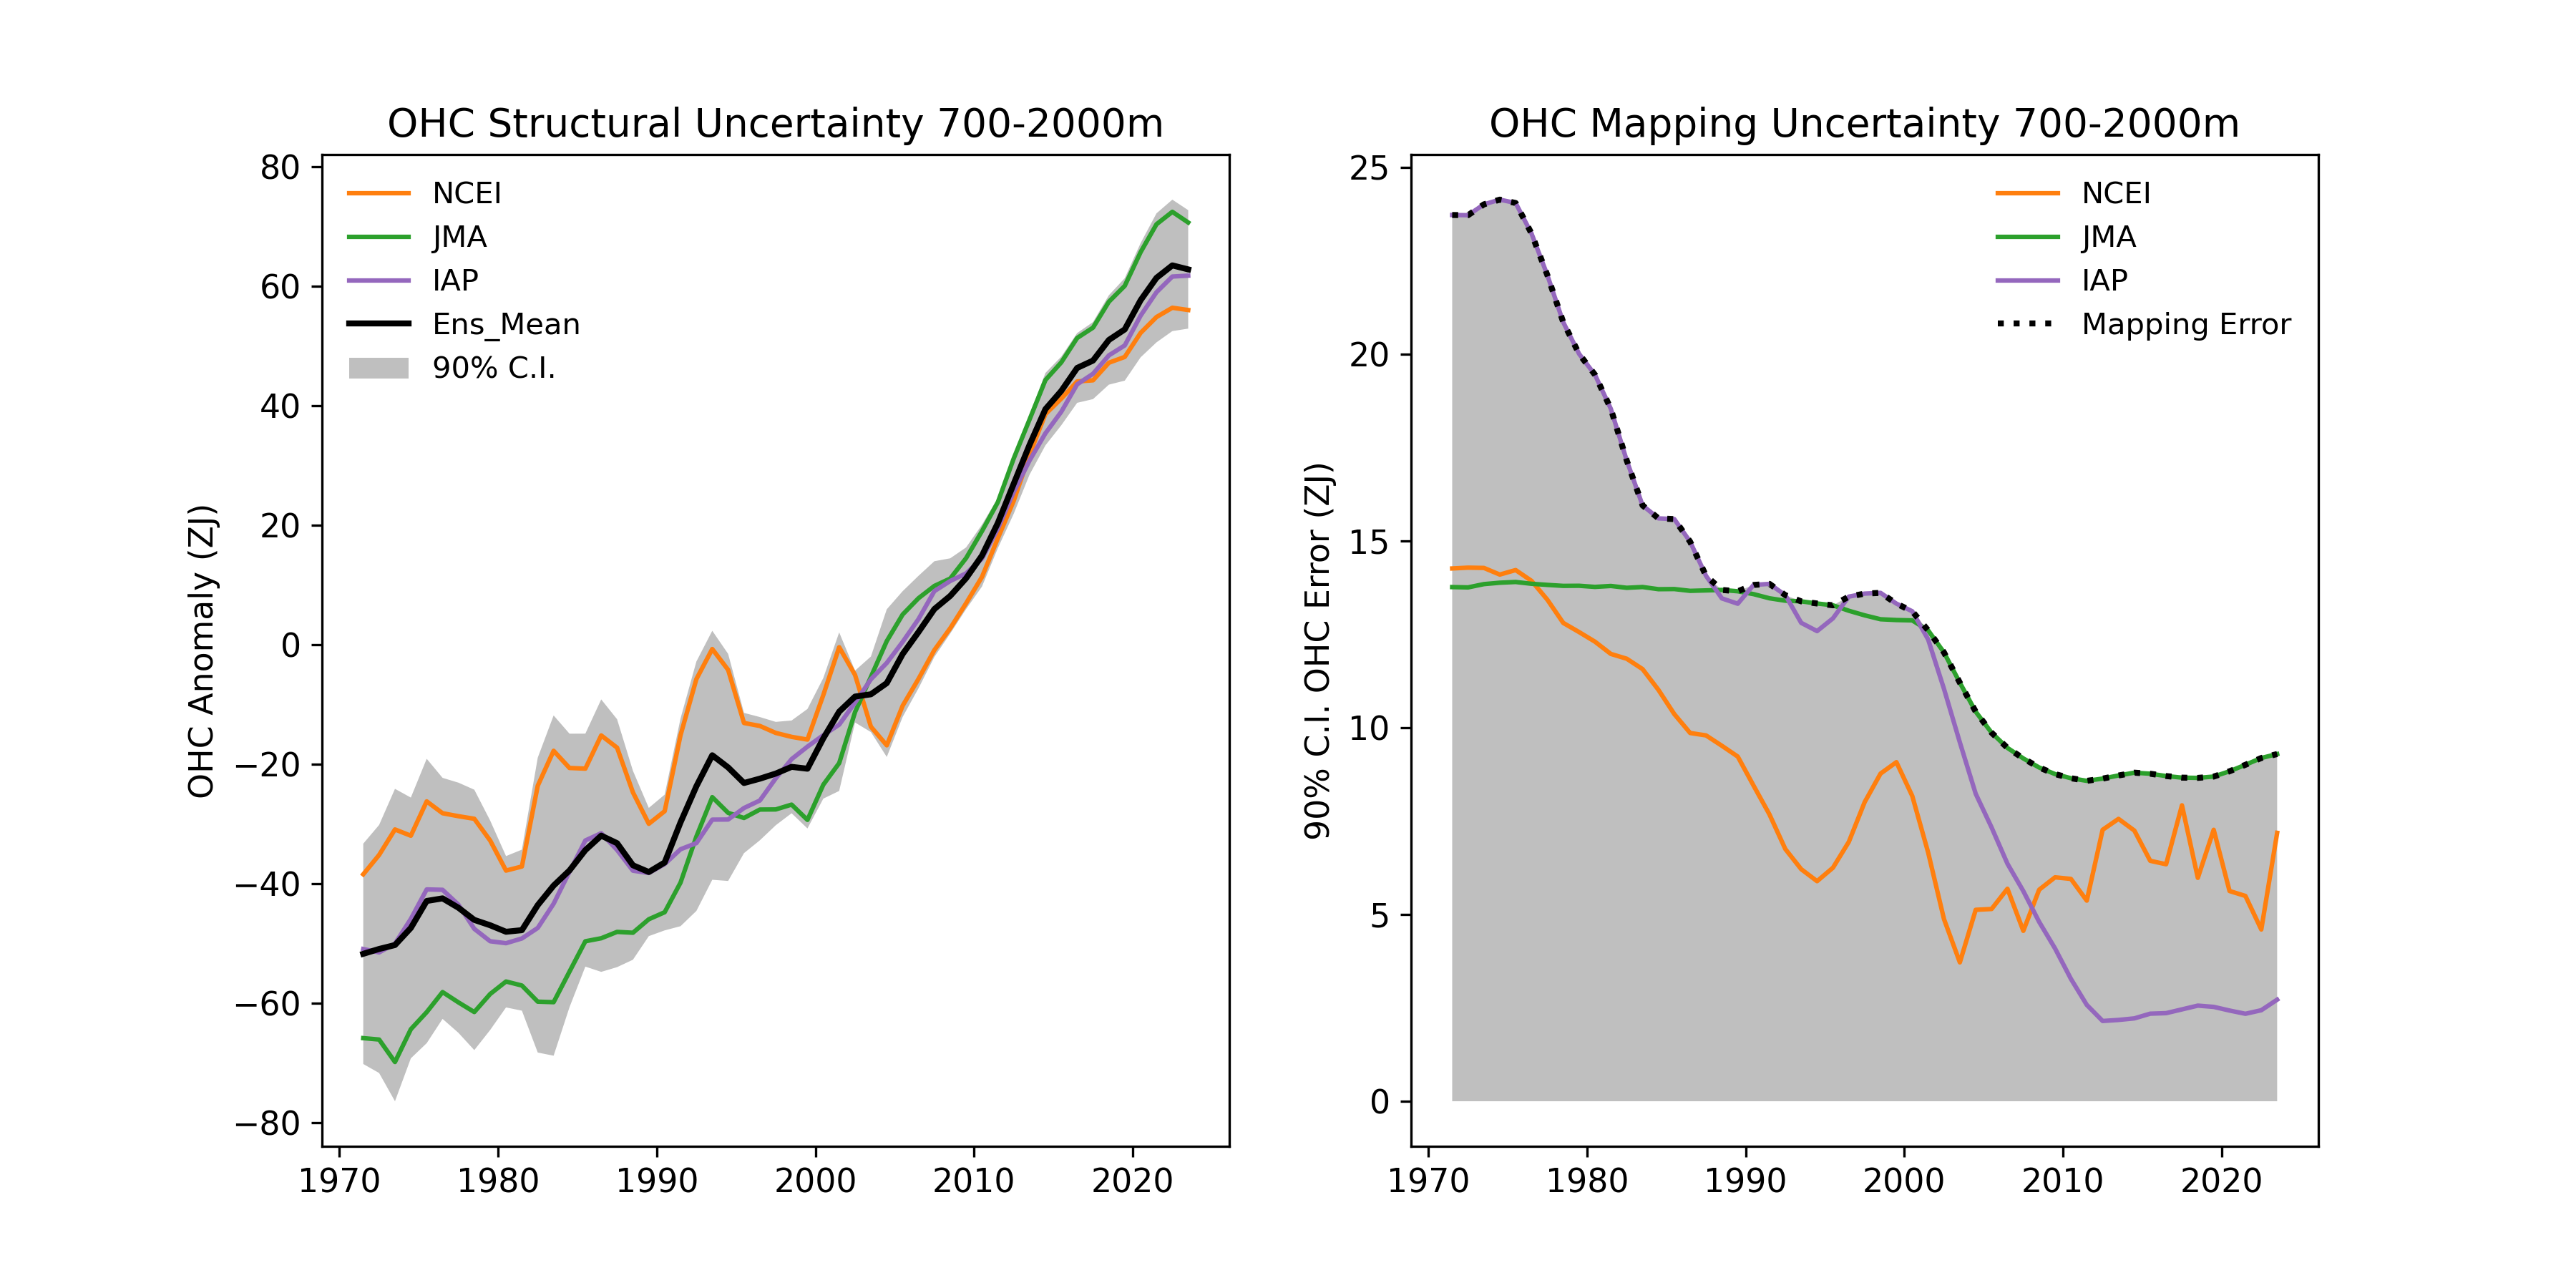 OHC Structural Uncertainty 700-2000m
OHC Anomaly (ZJ)
80
60
40
20
0
−20
−40
−60
−80
1970 1980 1990 2000 2010 2020
NCEI
JMA
IAP
Ens_Mean
90% C.I.
OHC Mapping Uncertainty 700-2000m
90% C.I. OHC Error (ZJ)
25
20
15
10
5
0
1970 1980 1990 2000 2010 2020
NCEI
JMA
IAP
Mapping Error